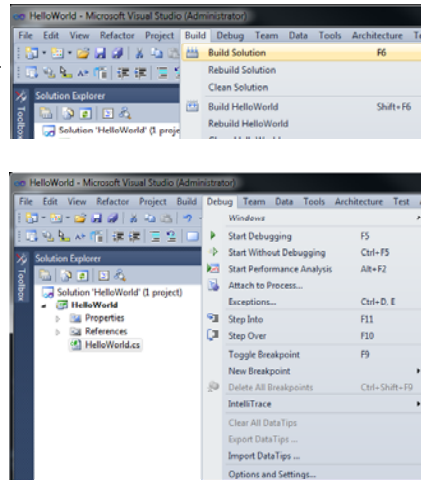 HelloWorld - Microsoft Visual Studio (Administrator)
File Edit View Refactor Project Build Debug Team Data Tools Architecture
Build Solution F6
Rebuild Solution
Clean Solution
Solution Explorer
Build HelloWorld Shift+F6
Toolbox
Rebuild HelloWorld
Solution 'HelloWorld' (1 proje
HelloWorld - Microsoft Visual Studio (Administrator)
File Edit View Refactor Project Build Debug Team Data Tools Architecture Test
Windows
Start Debugging F5
Start Without Debugging Ctrl+F5
Solution Explorer
Start Performance Analysis Alt+F2
Toolbox
Attach to Process...
Solution 'HelloWorld' (1 project)
Exceptions... Ctrl+D, E
HelloWorld
Properties
Step Into F11
References
Step Over F10
HelloWorld.cs
Toggle Breakpoint F9
New Breakpoint
Delete All Breakpoints Ctrl+Shift+F9
IntelliTrace
Clear All DataTips
Export DataTips ...
Import DataTips ...
Options and Settings...